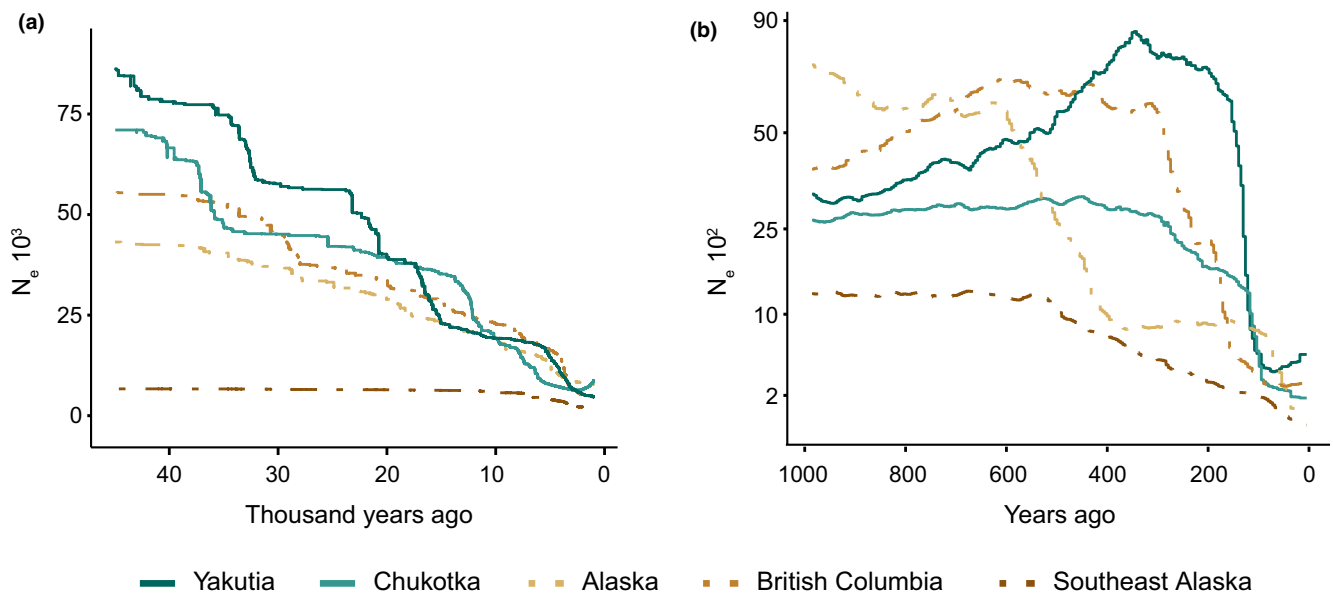 (a)
75
50
25
0
40 30 20 10 0
Thousand years ago
Nₑ 10³
(b)
90
50
25
10
2
1000 800 600 400 200 0
Years ago
Nₑ 10²
Yakutia Chukotka Alaska British Columbia Southeast Alaska